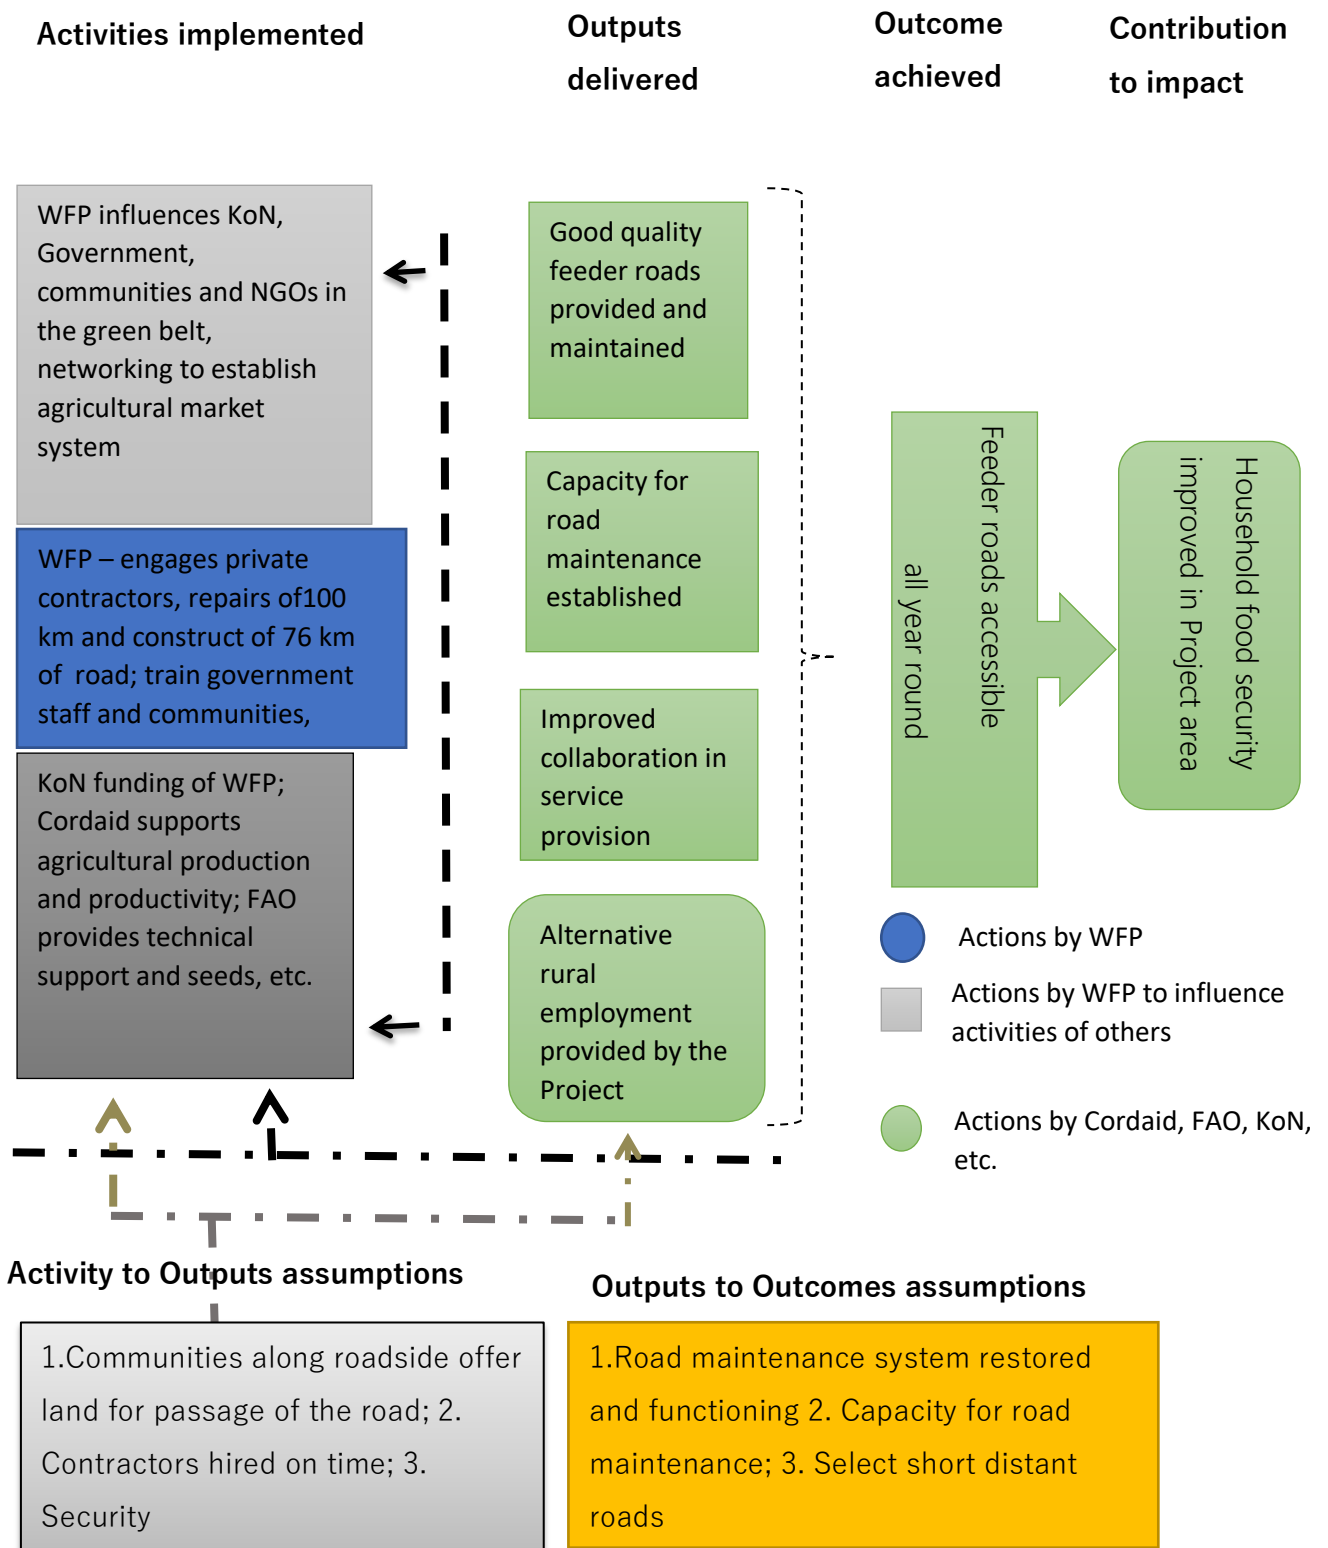 Activities implemented
Outputs
delivered
Outcome
achieved
Contribution
to impact
WFP influences KoN,
Government,
communities and NGOs in
the green belt,
networking to establish
agricultural market
system
WFP – engages private
contractors, repairs of100
km and construct of 76 km
of road; train government
staff and communities,
KoN funding of WFP;
Cordaid supports
agricultural production
and productivity; FAO
provides technical
support and seeds, etc.
Good quality
feeder roads
provided and
maintained
Capacity for
road
maintenance
established
Improved
collaboration in
service
provision
Alternative
rural
employment
provided by the
Project
Feeder roads accessible
all year round
Household food security
improved in Project area
Actions by WFP
Actions by WFP to influence
activities of others
Actions by Cordaid, FAO, KoN,
etc.
Activity to Outputs assumptions
1.Communities along roadside offer
land for passage of the road; 2.
Contractors hired on time; 3.
Security
Outputs to Outcomes assumptions
1.Road maintenance system restored
and functioning 2. Capacity for road
maintenance; 3. Select short distant
roads